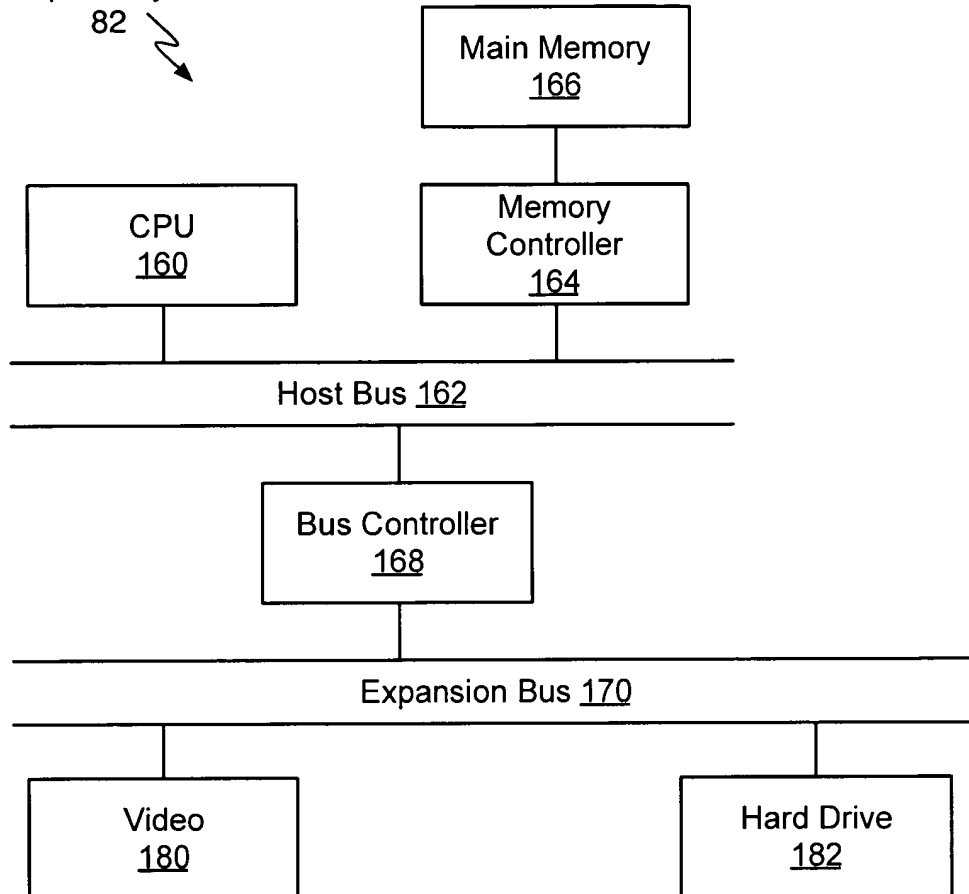 82
Main Memory
166
CPU
160
Memory
Controller
164
Host Bus 162
Bus Controller
168
Expansion Bus 170
Video
180
Hard Drive
182